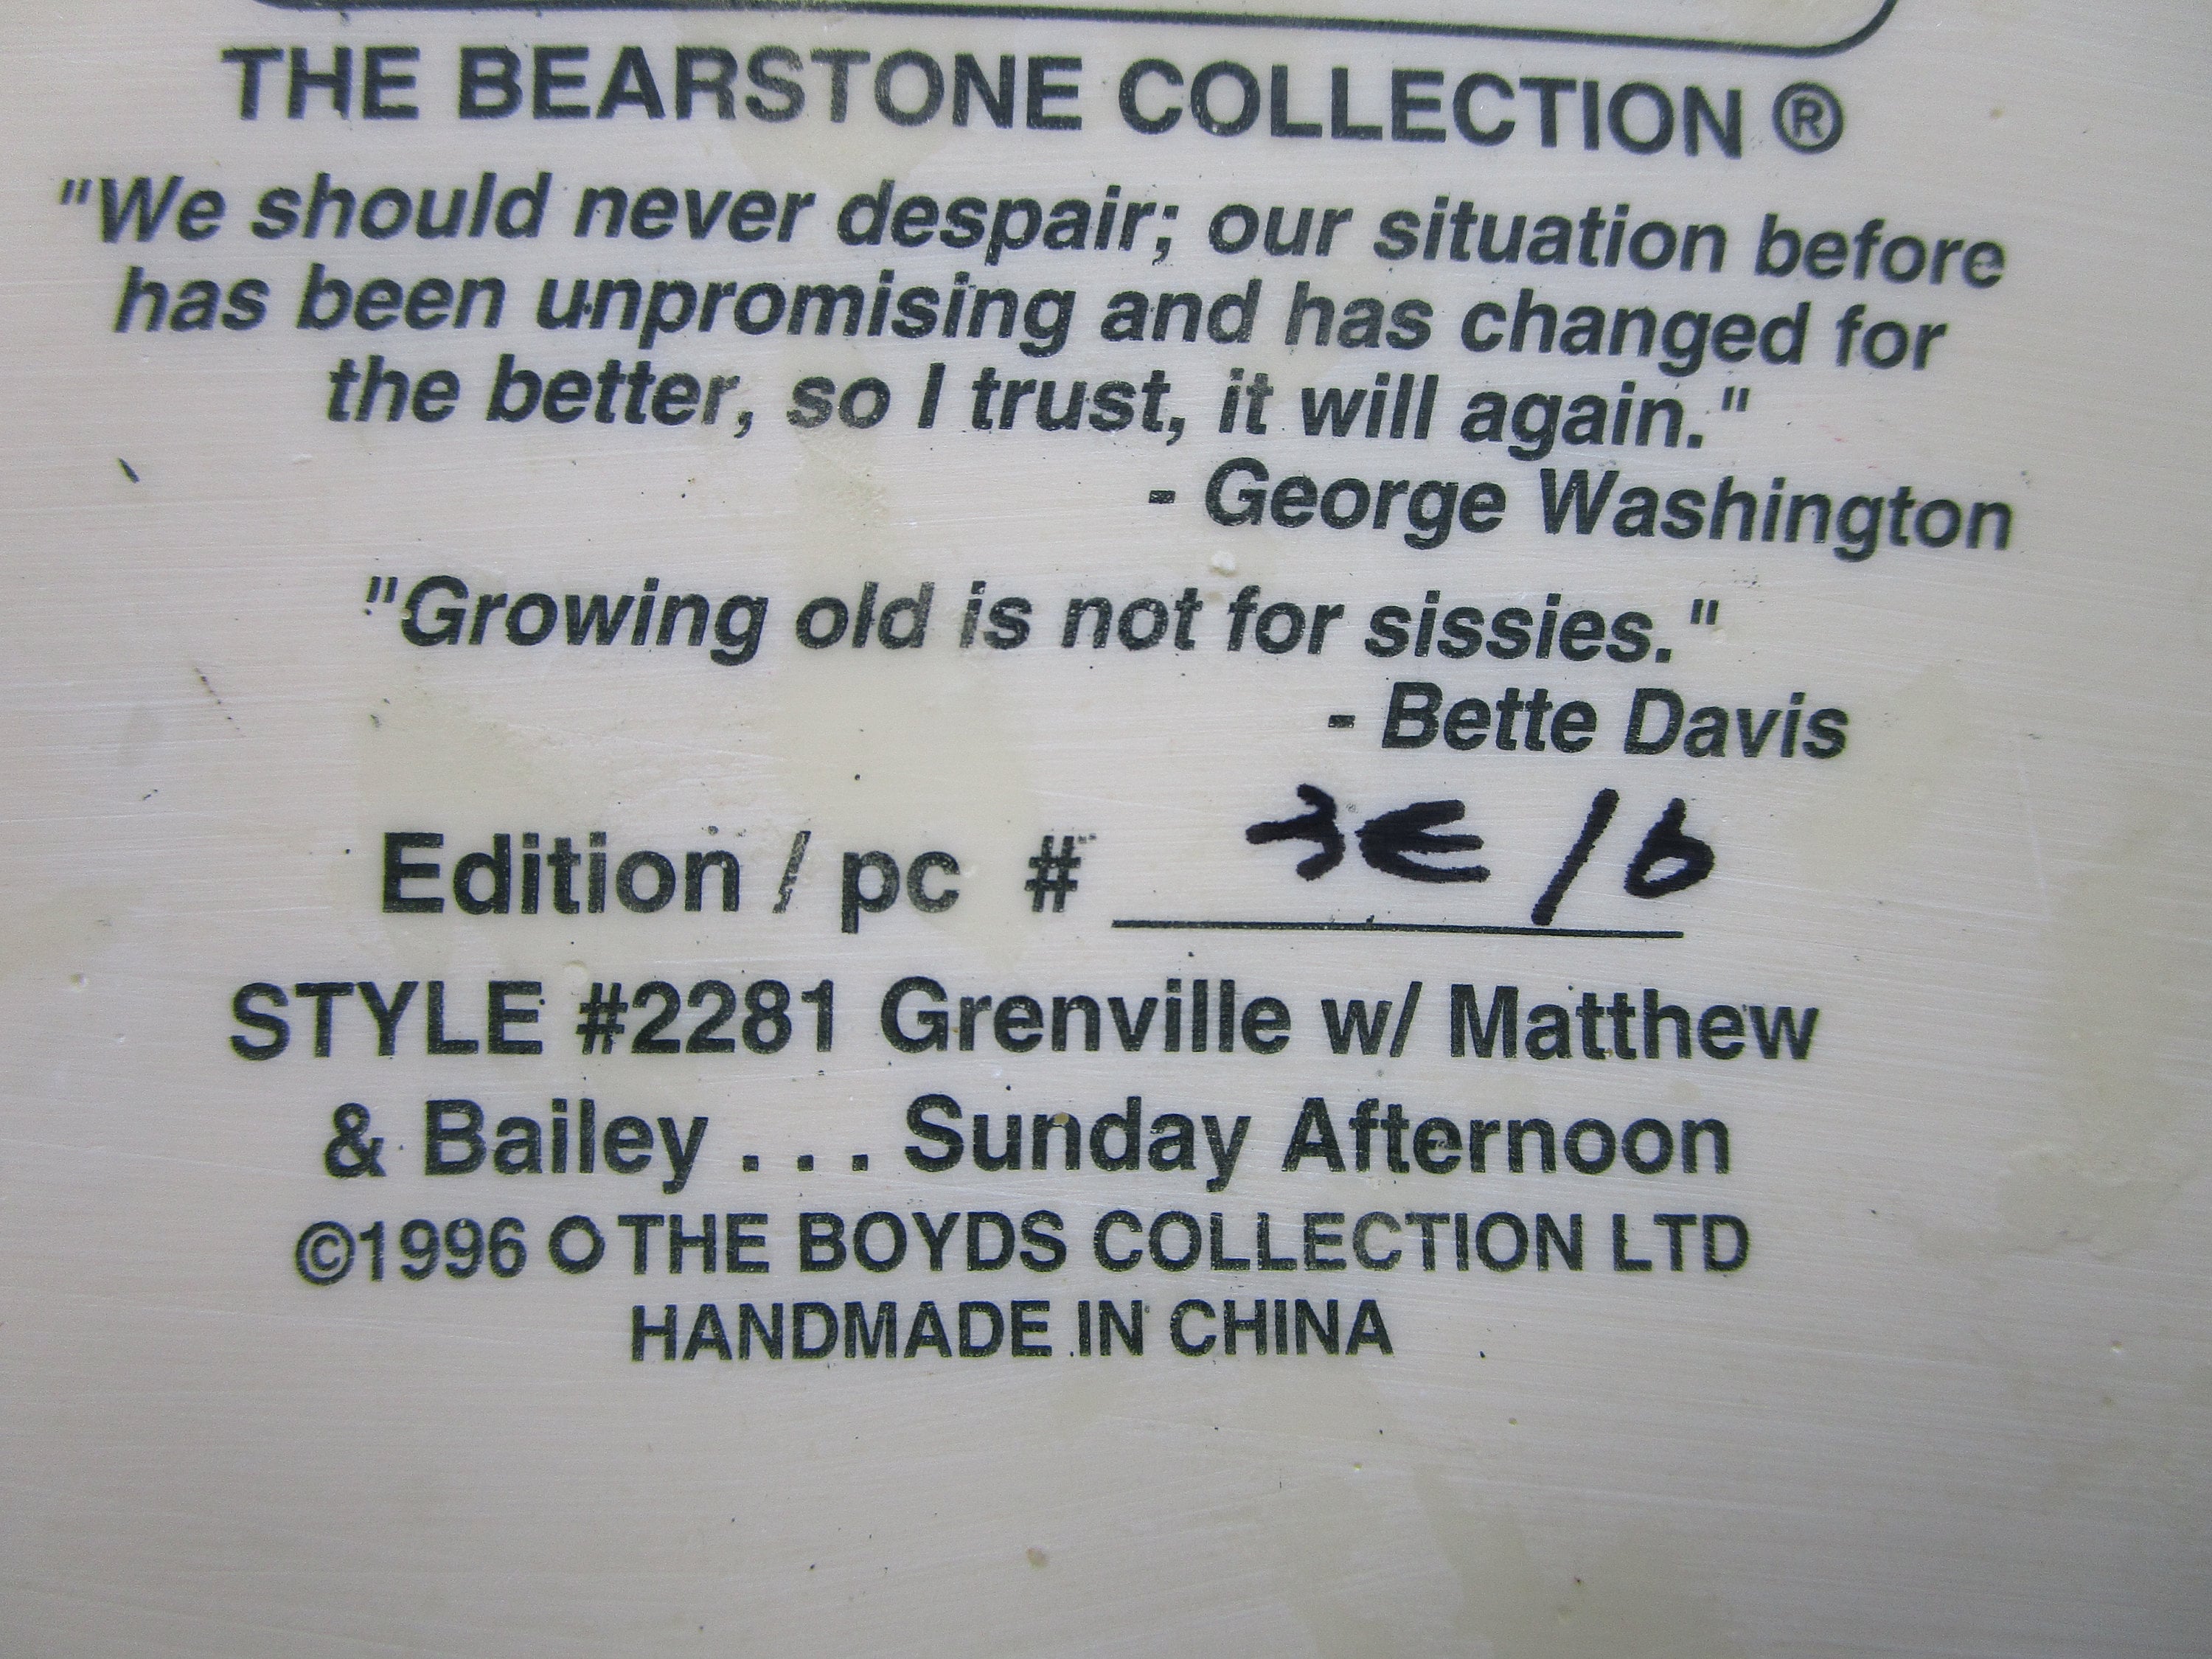 THE BEARSTONE COLLECTION ®
"We should never despair; our situation before
has been unpromising and has changed for
the better, so I trust, it will again."
- George Washington
"Growing old is not for sissies."
- Bette Davis
Edition / pc # 3E/6
STYLE #2281 Grenville w/ Matthew
& Bailey . . . Sunday Afternoon
©1996 O THE BOYDS COLLECTION LTD
HANDMADE IN CHINA